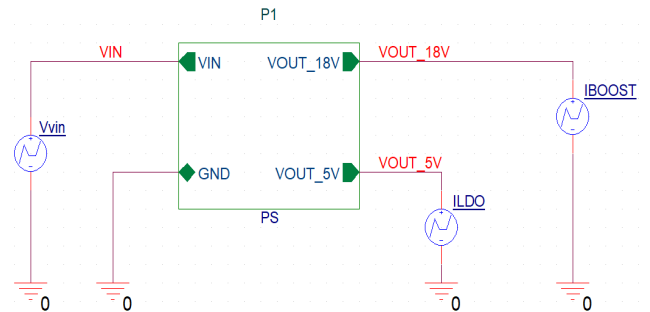 P1
VIN
VOUT_18V
VIN
VOUT_18V
IBOOST
Vvin
VOUT_5V
GND
VOUT_5V
ILDO
PS
0
0
0
0